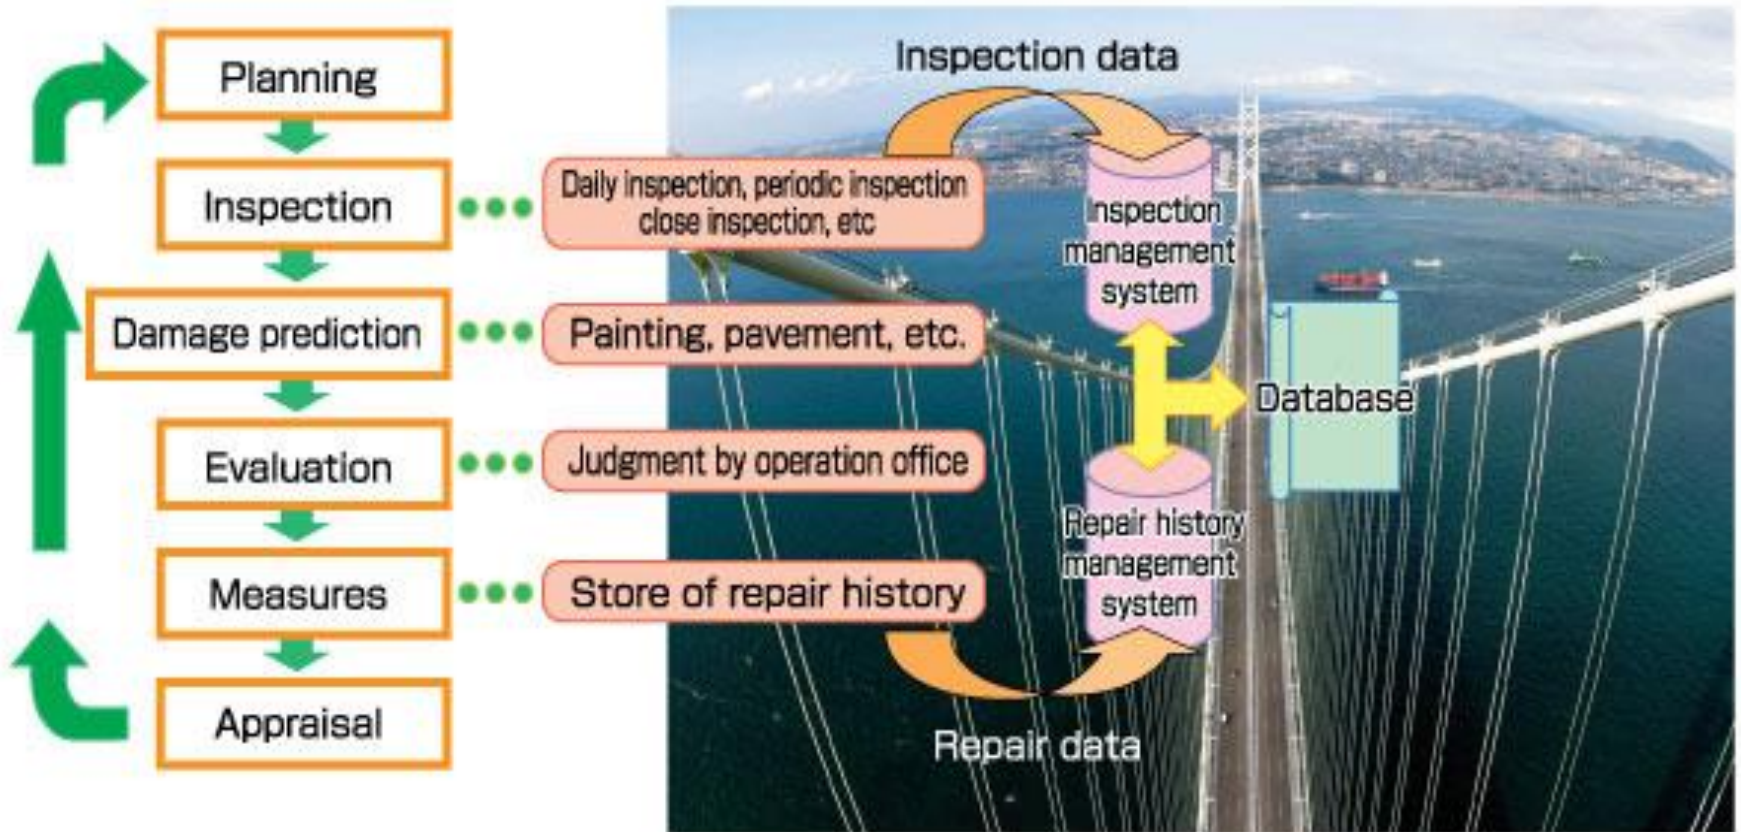 Planning
Inspection
Damage prediction
Evaluation
Measures
Appraisal
Daily inspection, periodic inspection
close inspection, etc
Painting, pavement, etc.
Judgment by operation office
Store of repair history
Inspection data
Inspection
management
system
Database
Repair history
management
system
Repair data